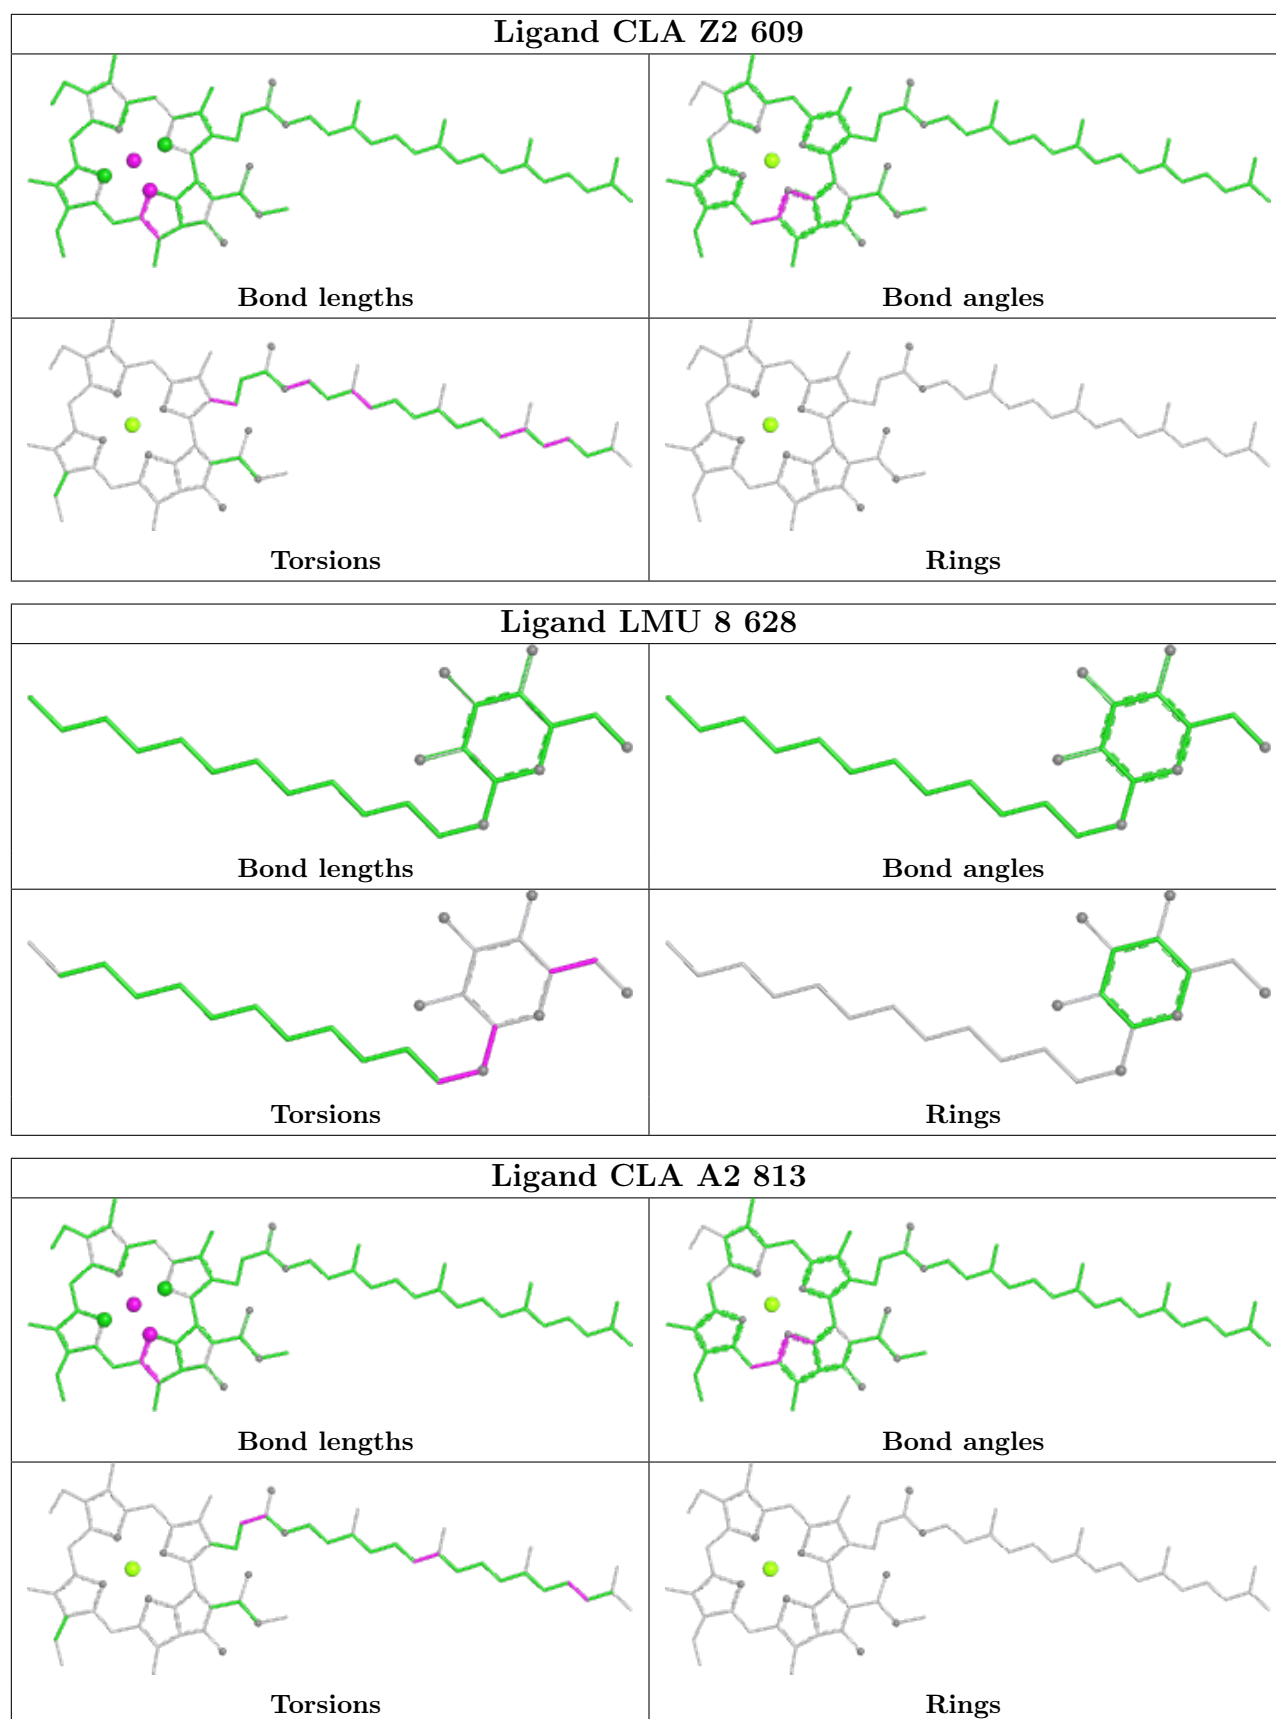 Ligand CLA Z2 609
Bond lengths
Bond angles
Torsions
Rings
Ligand LMU 8 628
Bond lengths
Bond angles
Torsions
Rings
Ligand CLA A2 813
Bond lengths
Bond angles
Torsions
Rings